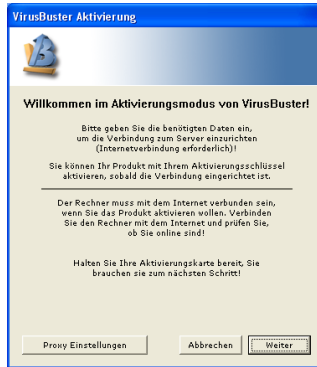 VirusBuster Aktivierung
Willkommen im Aktivierungsmodus von VirusBuster!
Bitte geben Sie die benötigten Daten ein,
um die Verbindung zum Server einzurichten
(Internetverbindung erforderlich)!
Sie können Ihr Produkt mit Ihrem Aktivierungsschlüssel
aktivieren, sobald die Verbindung eingerichtet ist.
Der Rechner muss mit dem Internet verbunden sein,
wenn Sie das Produkt aktivieren wollen. Verbinden
Sie den Rechner mit dem Internet und prüfen Sie,
ob Sie online sind!
Halten Sie Ihre Aktivierungskarte bereit, Sie
brauchen sie zum nächsten Schritt!
Proxy Einstellungen
Abbrechen
Weiter